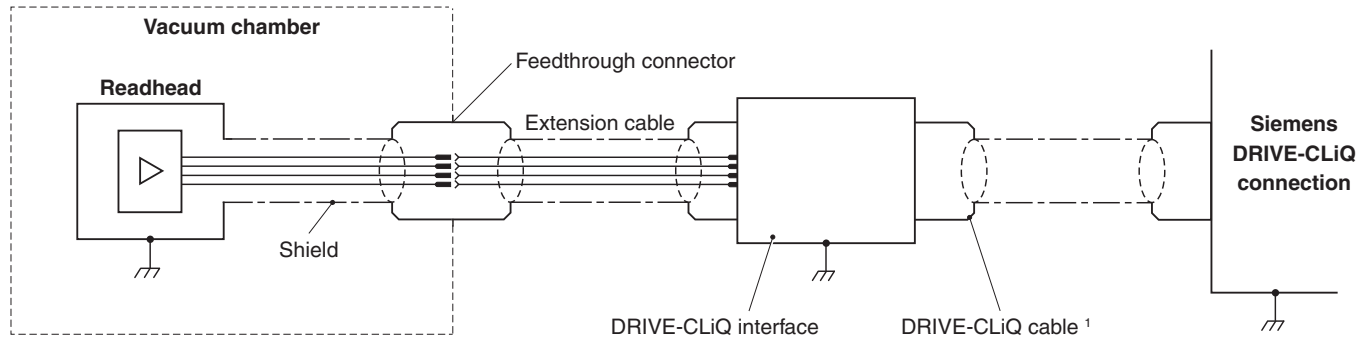 Vacuum chamber
Feedthrough connector
Readhead
Extension cable
Siemens
DRIVE-CLiQ
connection
Shield
DRIVE-CLiQ interface
DRIVE-CLiQ cable ¹